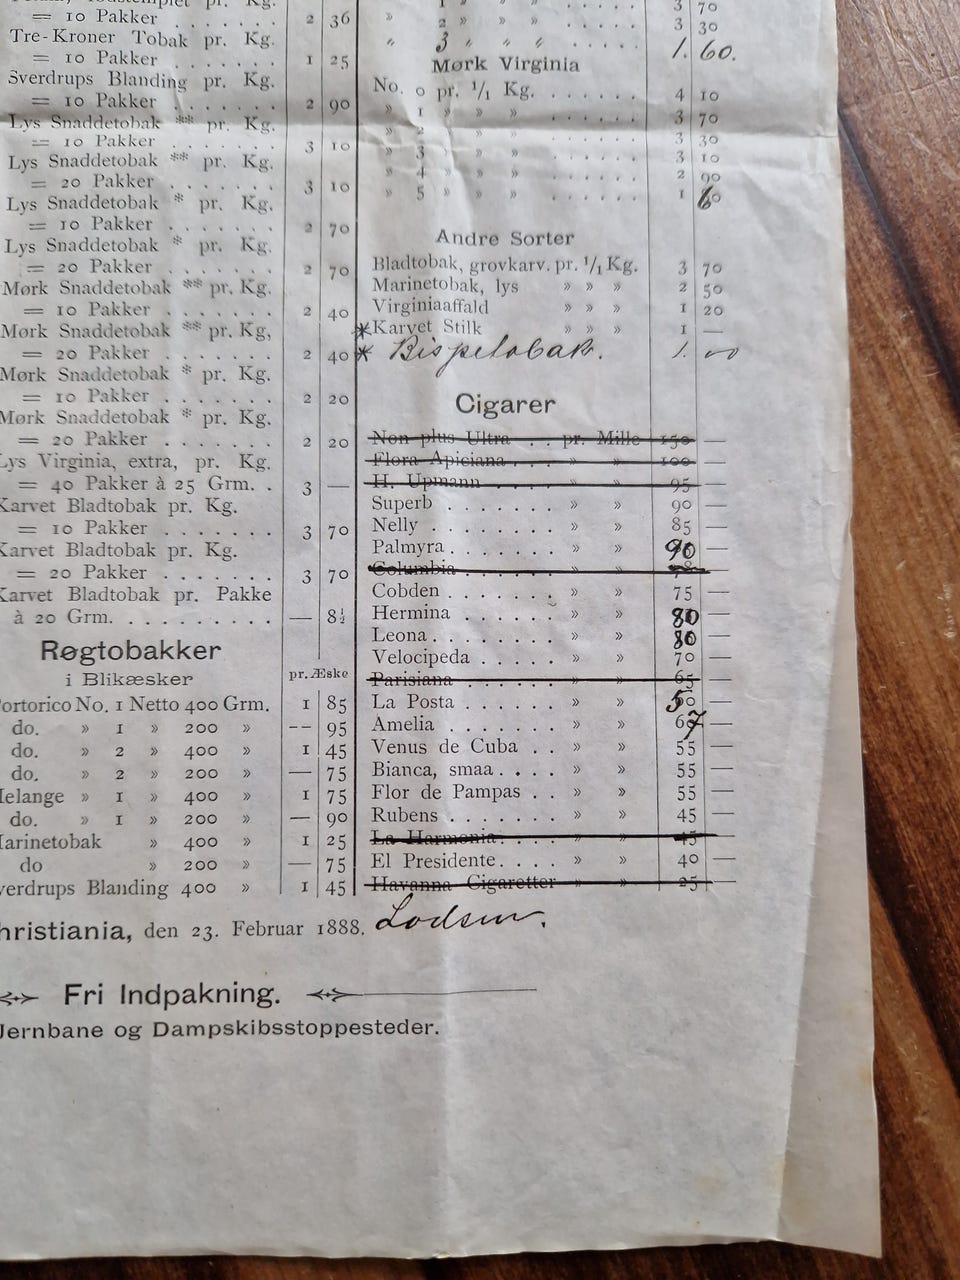 pr. Kg.
= 10 Pakker . . . . . . 2 36
Tre-Kroner Tobak pr. Kg.
= 10 Pakker . . . . . . 1 25
Sverdrups Blanding pr. Kg.
= 10 Pakker . . . . . . 2 90
Lys Snaddetobak ** pr. Kg.
= 10 Pakker . . . . . . 3 10
Lys Snaddetobak ** pr. Kg.
= 20 Pakker . . . . . . 3 10
Lys Snaddetobak * pr. Kg.
= 10 Pakker . . . . . . 2 70
Lys Snaddetobak * pr. Kg.
= 20 Pakker . . . . . . 2 70
Mørk Snaddetobak ** pr. Kg.
= 10 Pakker . . . . . . 2 40
Mørk Snaddetobak ** pr. Kg,
= 20 Pakker . . . . . . . 2 40
Mørk Snaddetobak * pr. Kg.
= 10 Pakker . . . . . . 2 20
Mørk Snaddetobak * pr. Kg.
= 20 Pakker . . . . . . 2 20
Lys Virginia, extra, pr. Kg.
= 40 Pakker à 25 Grm. . 3 —
Karvet Bladtobak pr. Kg.
= 10 Pakker . . . . . . . 3 70
Karvet Bladtobak pr. Kg.
= 20 Pakker . . . . . . . 3 70
Karvet Bladtobak pr. Pakke
à 20 Grm. . . . . . . . . . — 8½
Røgtobakker
i Blikæsker pr. Æske
Portorico No. 1 Netto 400 Grm. 1 85
do. » 1 » 200 » — 95
do. » 2 » 400 » 1 45
do. » 2 » 200 » — 75
Melange » 1 » 400 » 1 75
do. » 1 » 200 » — 90
Marinetobak » 400 » 1 25
do » 200 » — 75
Sverdrups Blanding 400 » 1 45
» 1 » » » . . . . . 3 70
» 2 » » » . . . . . 3 30
" 3 " " " . . . . . 1. 60.
Mørk Virginia
No. 0 pr. 1/1 Kg. . . . . . . 4 10
» 1 » » » . . . . . . 3 70
» 2 » » » . . . . . . 3 30
» 3 » » » . . . . . . 3 10
» 4 » » » . . . . . . 2 90
» 5 » » » . . . . . . 1 60
Andre Sorter
Bladtobak, grovkarv. pr. 1/1 Kg. 3 70
Marinetobak, lys » » » 2 50
Virginiaaffald » » » 1 20
* Karvet Stilk » » » 1 —
* Bispetobak. 1. 00
Cigarer
Non plus Ultra . . pr. Mille 150 —
Flora Apiciana . . . » » 100 —
H. Upmann . . . . . » » 95 —
Superb . . . . . . . » » 90 —
Nelly . . . . . . . . » » 85 —
Palmyra . . . . . . . » » 90 —
Columbia . . . . . . » » 78 —
Cobden . . . . . . . » » 75 —
Hermina . . . . . . » » 80 —
Leona . . . . . . . . » » 80 —
Velocipeda . . . . . » » 70 —
Parisiana . . . . . . » » 65 —
La Posta . . . . . . » » 50 —
Amelia . . . . . . . » » 67 —
Venus de Cuba . . » » 55 —
Bianca, smaa . . . . » » 55 —
Flor de Pampas . . » » 55 —
Rubens . . . . . . . » » 45 —
La Harmonia . . . . » » 45 —
El Presidente . . . . » » 40 —
Havanna Cigaretter » » 25 —
Christiania, den 23. Februar 1888.
Fri Indpakning.
Jernbane og Dampskibsstoppesteder.